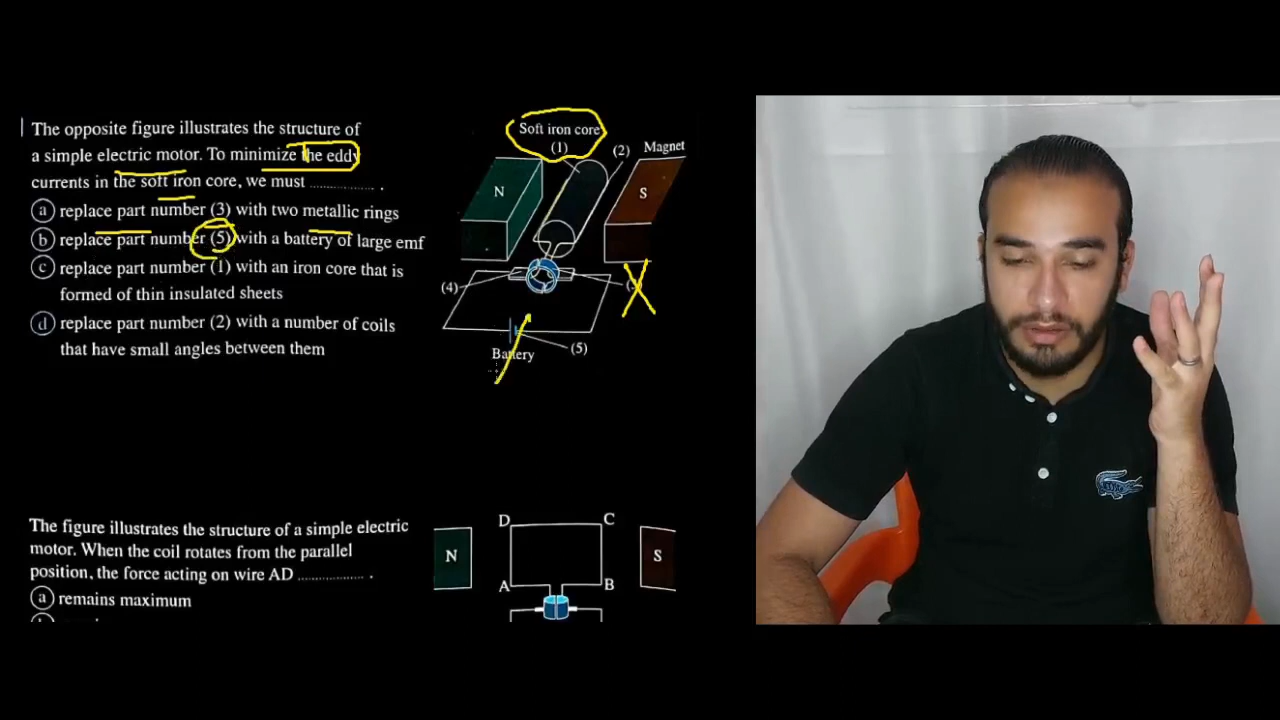 The opposite figure illustrates the structure of
a simple electric motor. To minimize the eddy
currents in the soft iron core, we must ................ .
a replace part number (3) with two metallic rings
b replace part number (5) with a battery of large emf
c replace part number (1) with an iron core that is
formed of thin insulated sheets
d replace part number (2) with a number of coils
that have small angles between them
Soft iron core
(1)
(2)
Magnet
N
S
(4)
(5)
Battery
The figure illustrates the structure of a simple electric
motor. When the coil rotates from the parallel
position, the force acting on wire AD ................ .
a remains maximum
D
C
N
S
A
B